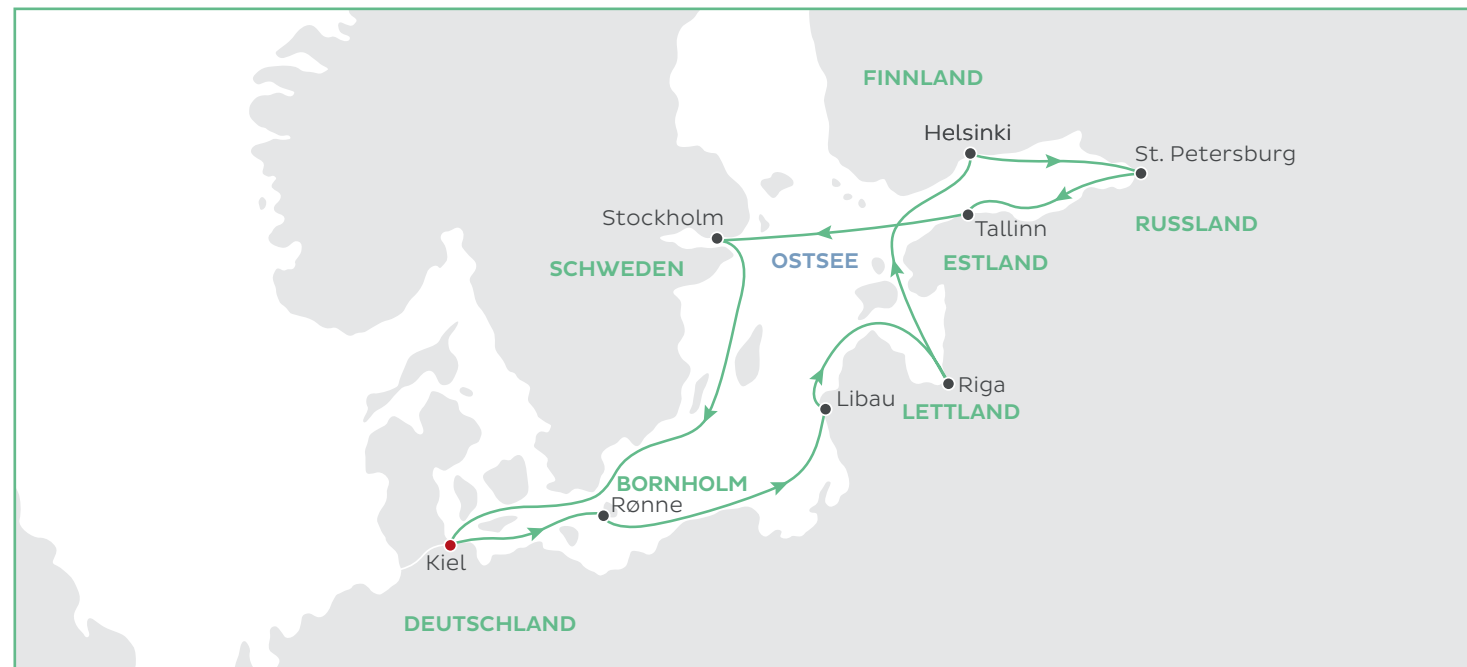 FINNLAND
Helsinki
St. Petersburg
Stockholm
Tallinn
RUSSLAND
SCHWEDEN
OSTSEE
ESTLAND
Riga
Libau
LETTLAND
BORNHOLM
Rønne
Kiel
DEUTSCHLAND